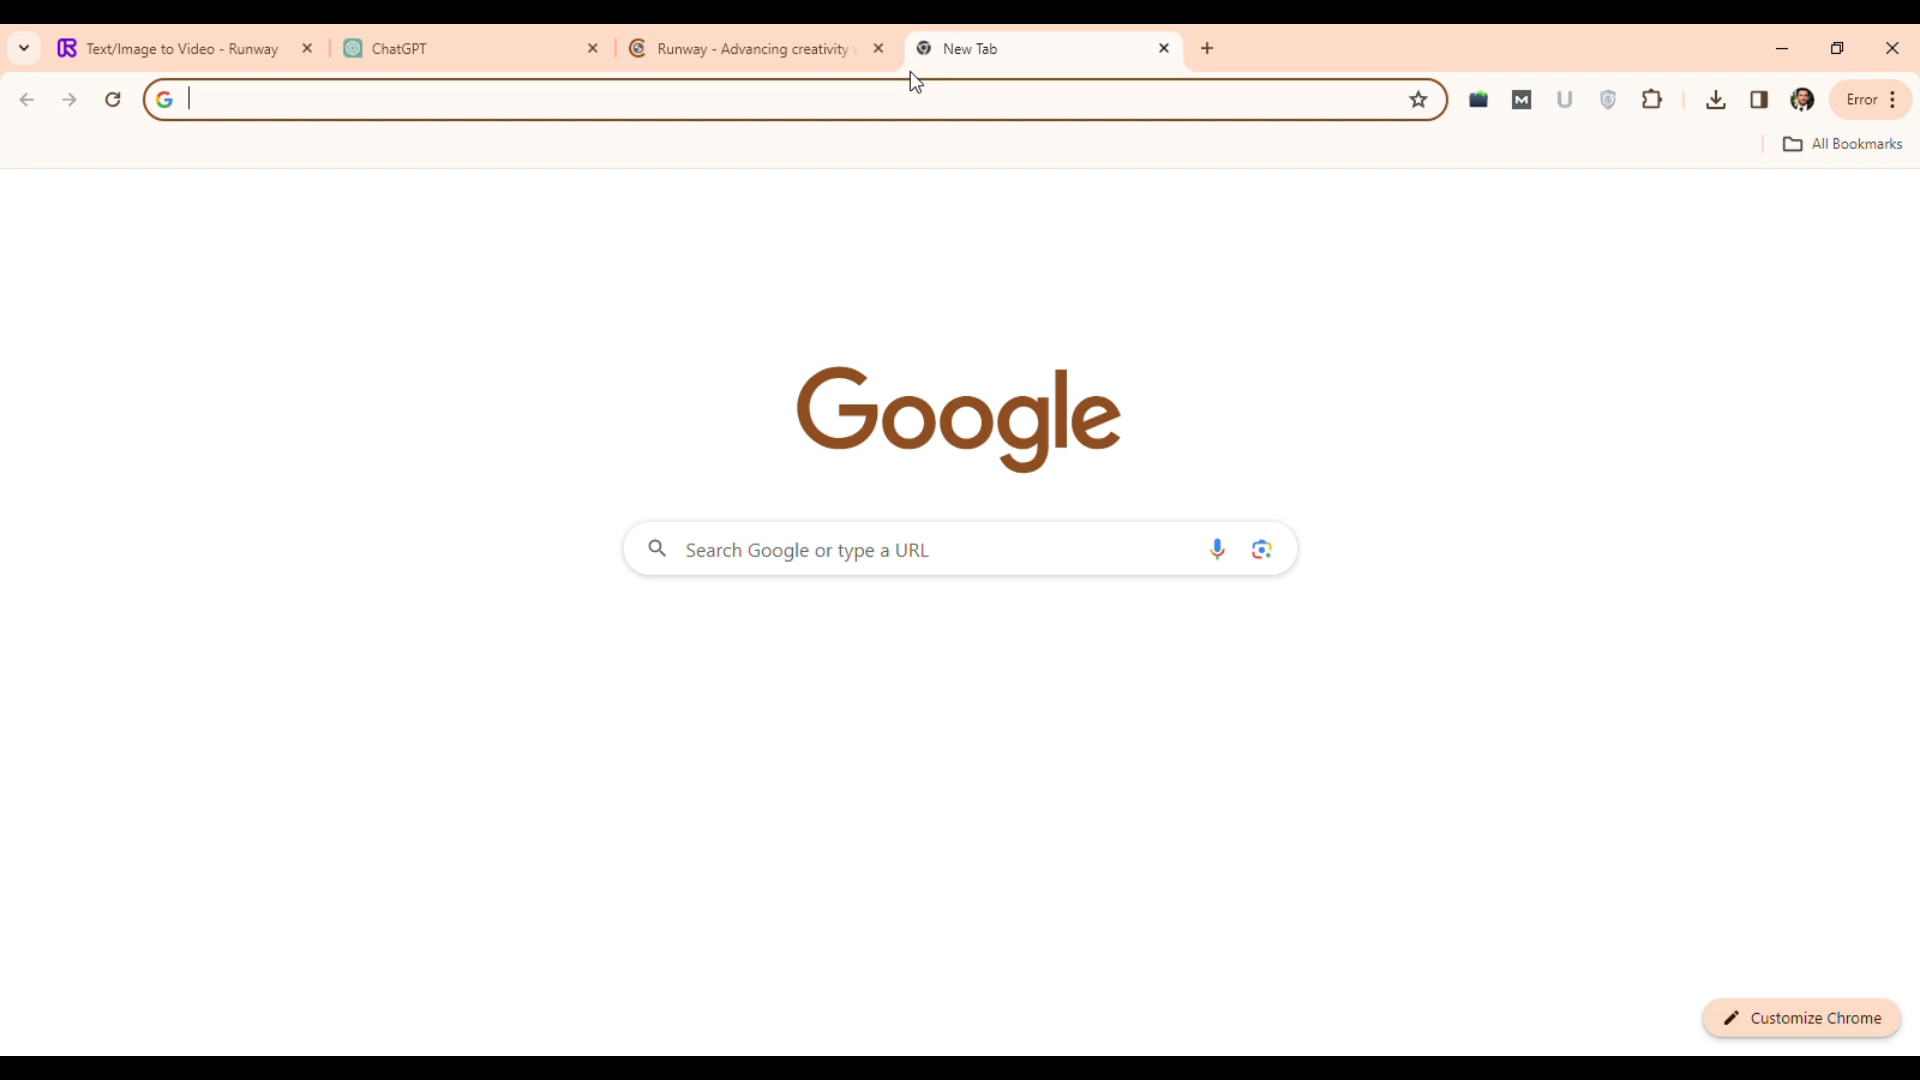 Text/Image to Video - Runway
ChatGPT
Runway - Advancing creativity
New Tab
Error
All Bookmarks
Google
Search Google or type a URL
Customize Chrome